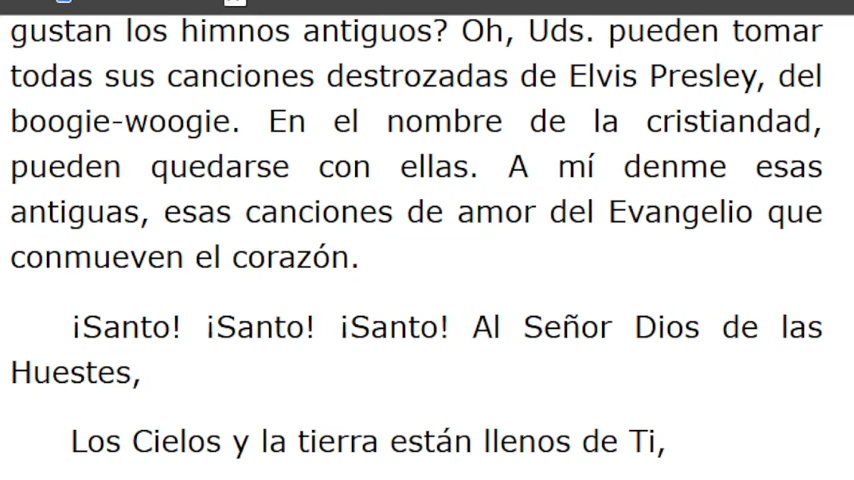 gustan los himnos antiguos? Oh, Uds. pueden tomar
todas sus canciones destrozadas de Elvis Presley, del
boogie-woogie. En el nombre de la cristiandad,
pueden quedarse con ellas. A mí denme esas
antiguas, esas canciones de amor del Evangelio que
conmueven el corazón.
¡Santo! ¡Santo! ¡Santo! Al Señor Dios de las
Huestes,
Los Cielos y la tierra están llenos de Ti,